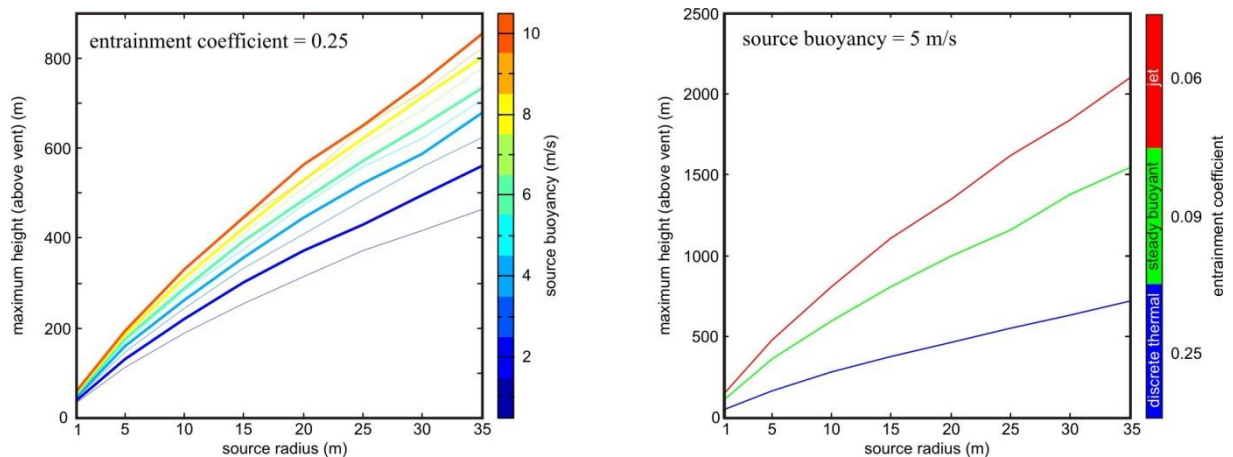 entrainment coefficient = 0.25
maximum height (above vent) (m)
800
600
400
300
200
100
0
1 5 10 15 20 25 30 35
source radius (m)
10
8
6
4
2
source buoyancy (m/s)
source buoyancy = 5 m/s
maximum height (above vent) (m)
2500
2000
1500
1000
500
0
1 5 10 15 20 25 30 35
source radius (m)
jet
steady buoyant
discrete thermal
0.06
0.09
0.25
entrainment coefficient